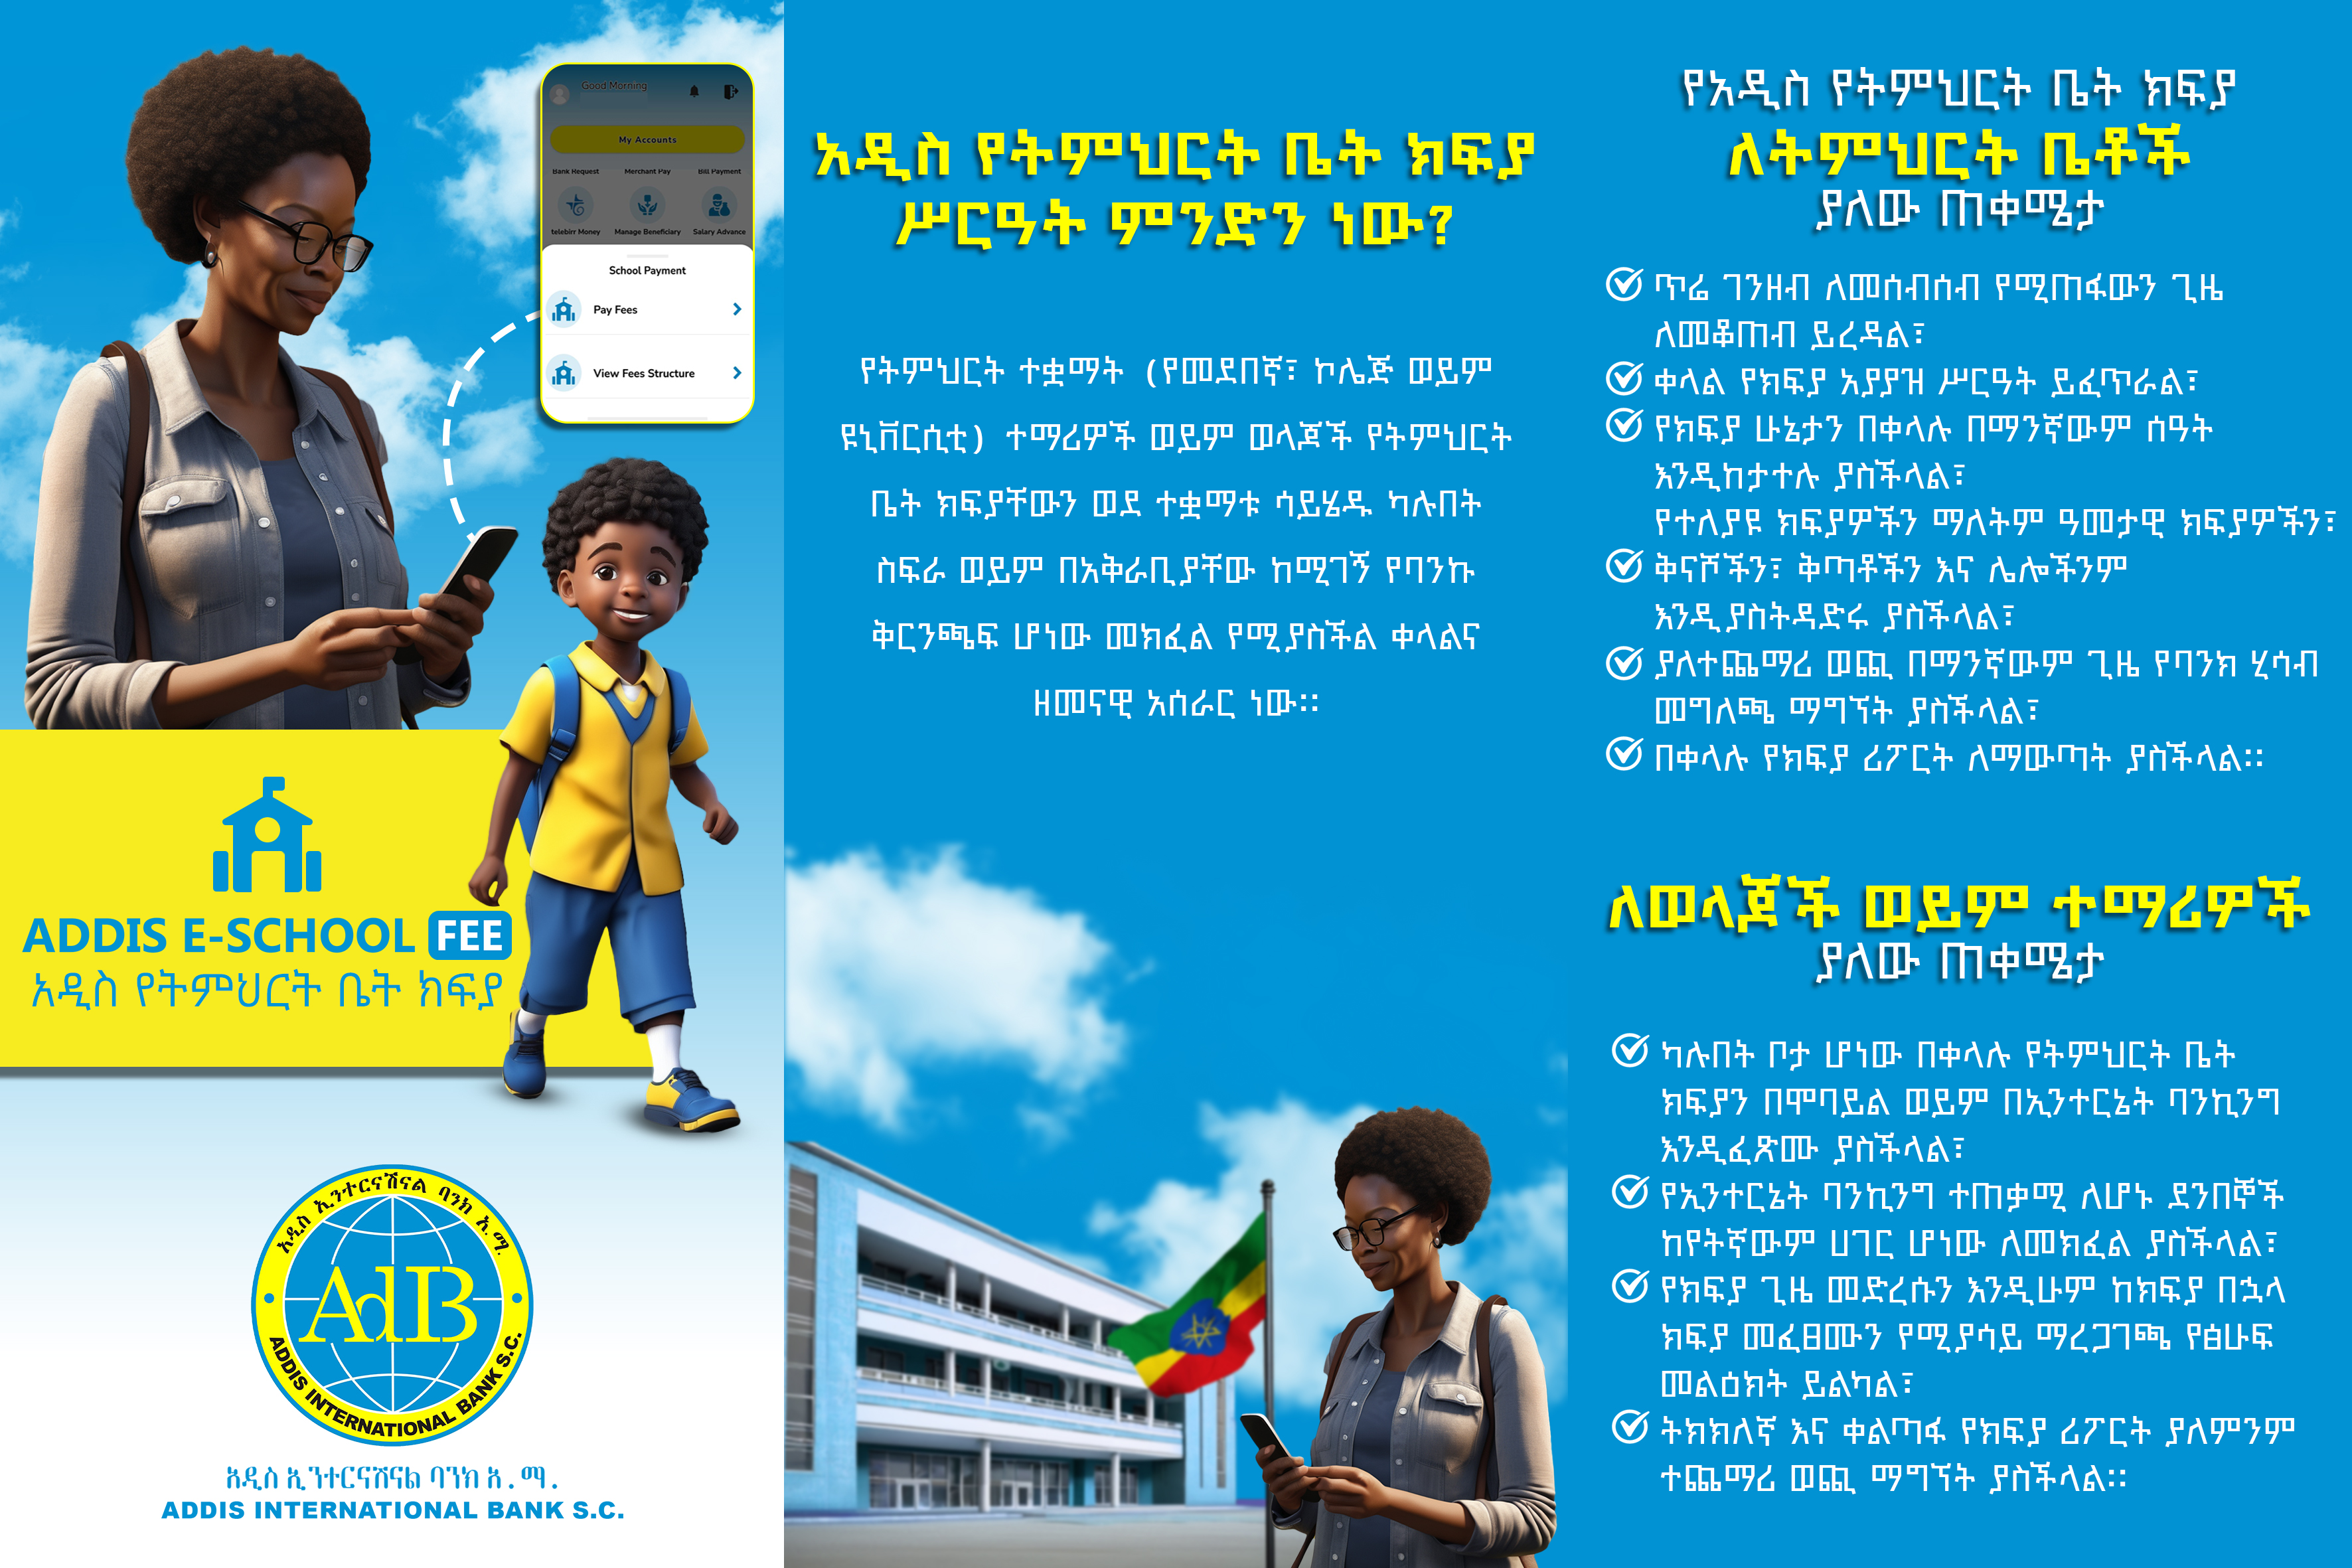 Good Morning
My Accounts
Bank Request Merchant Pay Bill Payment
telebirr Money Manage Beneficiary Salary Advance
School Payment
Pay Fees
View Fees Structure
ADDIS E-SCHOOL FEE
አዲስ የትምህርት ቤት ክፍያ
አዲስ ኢንተርናሽናል ባንክ አ.ማ.
AdIB
ADDIS INTERNATIONAL BANK S.C.
አዲስ ኢንተርናሽናል ባንክ አ.ማ.
ADDIS INTERNATIONAL BANK S.C.
አዲስ የትምህርት ቤት ክፍያ
ሥርዓት ምንድን ነው?
የትምህርት ተቋማት (የመደበኛ፣ ኮሌጅ ወይም
ዩኒቨርሲቲ) ተማሪዎች ወይም ወላጆች የትምህርት
ቤት ክፍያቸውን ወደ ተቋማቱ ሳይሄዱ ካሉበት
ስፍራ ወይም በአቅራቢያቸው ከሚገኝ የባንኩ
ቅርንጫፍ ሆነው መክፈል የሚያስችል ቀላልና
ዘመናዊ አሰራር ነው።
የአዲስ የትምህርት ቤት ክፍያ
ለትምህርት ቤቶች
ያለው ጠቀሜታ
ጥሬ ገንዘብ ለመሰብሰብ የሚጠፋውን ጊዜ
ለመቆጠብ ይረዳል፣
ቀላል የክፍያ አያያዝ ሥርዓት ይፈጥራል፣
የክፍያ ሁኔታን በቀላሉ በማንኛውም ሰዓት
እንዲከታተሉ ያስችላል፣
የተለያዩ ክፍያዎችን ማለትም ዓመታዊ ክፍያዎችን፣
ቅናሾችን፣ ቅጣቶችን እና ሌሎችንም
እንዲያስትዳድሩ ያስችላል፣
ያለተጨማሪ ወጪ በማንኛውም ጊዜ የባንክ ሂሳብ
መግለጫ ማግኘት ያስችላል፣
በቀላሉ የክፍያ ሪፖርት ለማውጣት ያስችላል።
ለወላጆች ወይም ተማሪዎች
ያለው ጠቀሜታ
ካሉበት ቦታ ሆነው በቀላሉ የትምህርት ቤት
ክፍያን በሞባይል ወይም በኢንተርኔት ባንኪንግ
እንዲፈጽሙ ያስችላል፣
የኢንተርኔት ባንኪንግ ተጠቃሚ ለሆኑ ደንበኞች
ከየትኛውም ሀገር ሆነው ለመክፈል ያስችላል፣
የክፍያ ጊዜ መድረሱን እንዲሁም ከክፍያ በኋላ
ክፍያ መፈፀሙን የሚያሳይ ማረጋገጫ የፅሁፍ
መልዕክት ይልካል፣
ትክክለኛ እና ቀልጣፋ የክፍያ ሪፖርት ያለምንም
ተጨማሪ ወጪ ማግኘት ያስችላል።